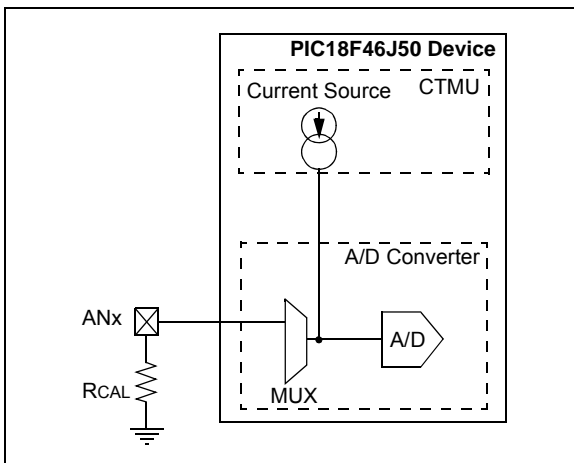 PIC18F46J50 Device
Current Source
CTMU
A/D Converter
ANx
A/D
RCAL
MUX